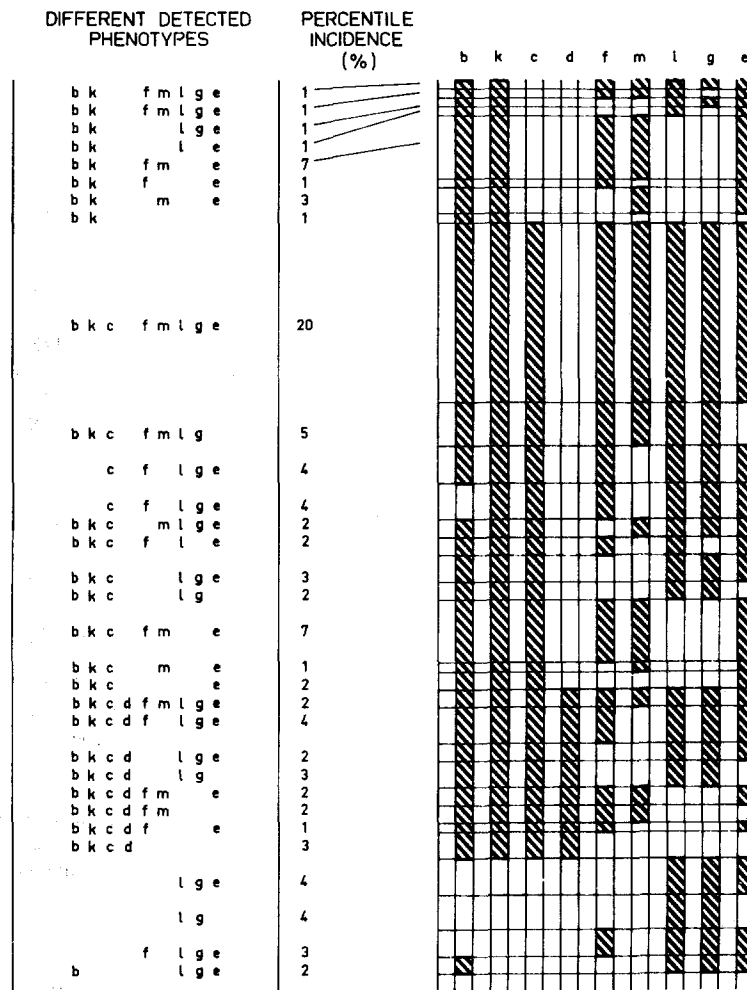 DIFFERENT DETECTED PHENOTYPES PERCENTILE INCIDENCE (%)
b k c d f m l g e
b k f m l g e 1
b k f m l g e 1
b k l g e 1
b k l e 1
b k f m e 7
b k f e 1
b k m e 3
b k 1
b k c f m l g e 20
b k c f m l g 5
c f l g e 4
c f l g e 4
b k c m l g e 2
b k c f l e 2
b k c l g e 3
b k c l g 2
b k c f m e 7
b k c m e 1
b k c e 2
b k c d f m l g e 2
b k c d f l g e 4
b k c d l g e 2
b k c d l g 3
b k c d f m e 2
b k c d f m 2
b k c d f e 1
b k c d 3
l g e 4
l g 4
f l g e 3
b l g e 2